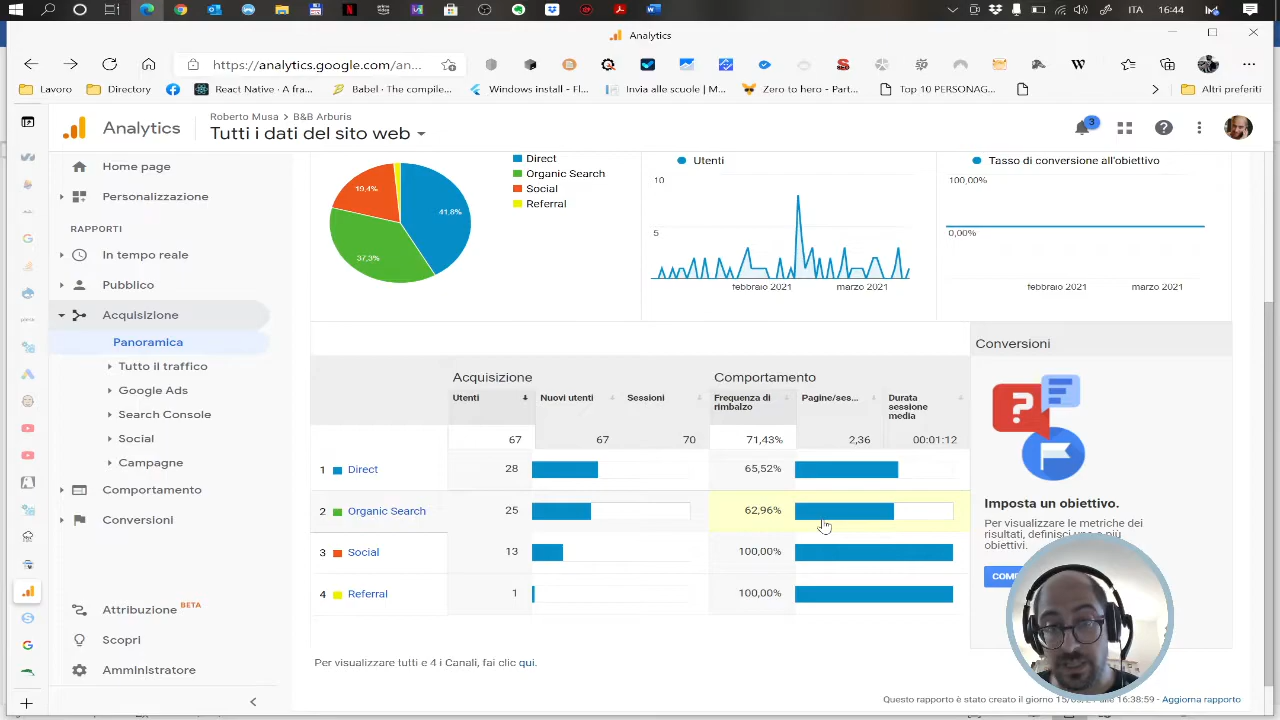 ITA
16:44
Analytics
https://analytics.google.com/an...
Lavoro
Directory
React Native · A fra...
Babel · The compile...
Windows install - Fl...
Invia alle scuole | M...
Zero to hero - Part...
Top 10 PERSONAG...
Altri preferiti
Analytics
Roberto Musa > B&B Arburis
Tutti i dati del sito web
3
Home page
Personalizzazione
RAPPORTI
In tempo reale
Pubblico
Acquisizione
Panoramica
Tutto il traffico
Google Ads
Search Console
Social
Campagne
Comportamento
Conversioni
Attribuzione BETA
Scopri
Amministratore
19,4%
41,8%
37,3%
Direct
Organic Search
Social
Referral
Utenti
10
5
febbraio 2021
marzo 2021
Tasso di conversione all'obiettivo
100,00%
0,00%
febbraio 2021
marzo 2021
Acquisizione
Comportamento
Utenti
Nuovi utenti
Sessioni
Frequenza di
rimbalzo
Pagine/ses...
Durata
sessione
media
67
67
70
71,43%
2,36
00:01:12
1 Direct 28 65,52%
2 Organic Search 25 62,96%
3 Social 13 100,00%
4 Referral 1 100,00%
Conversioni
Imposta un obiettivo.
Per visualizzare le metriche dei
risultati, definisci uno o più
obiettivi.
Per visualizzare tutti e 4 i Canali, fai clic qui.
Questo rapporto è stato creato il giorno alle 16:38:59 - Aggiorna rapporto